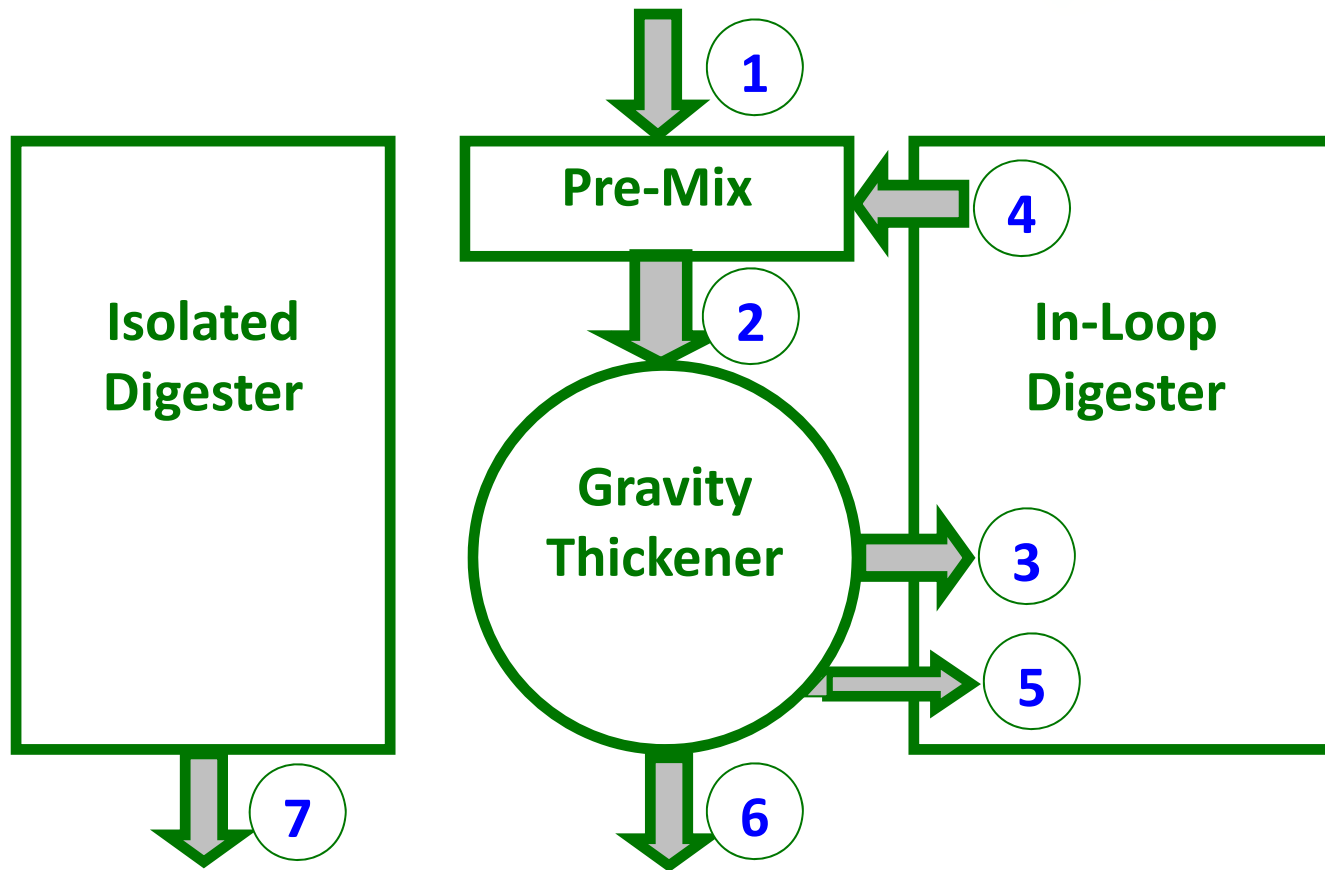 1
Pre-Mix
4
2
Isolated
Digester
In-Loop
Digester
Gravity
Thickener
3
5
7
6